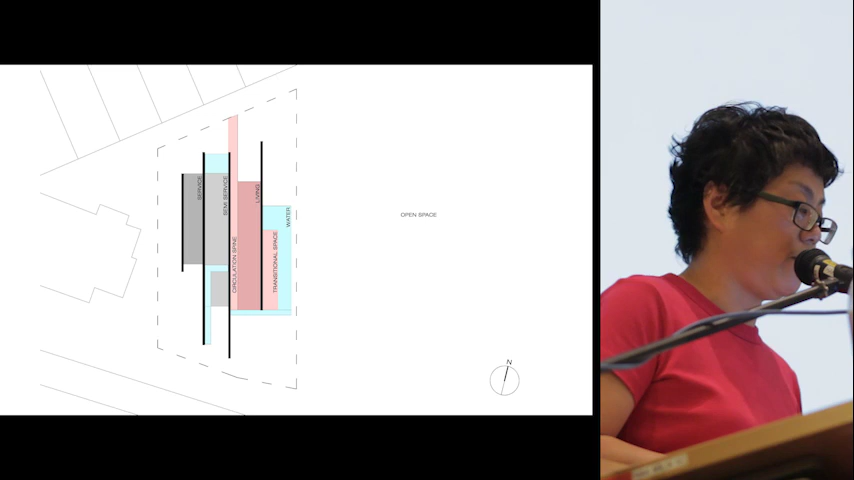 SERVICE
SEMI SERVICE
CIRCULATION SPINE
LIVING
TRANSITIONAL SPACE
WATER
OPEN SPACE
N